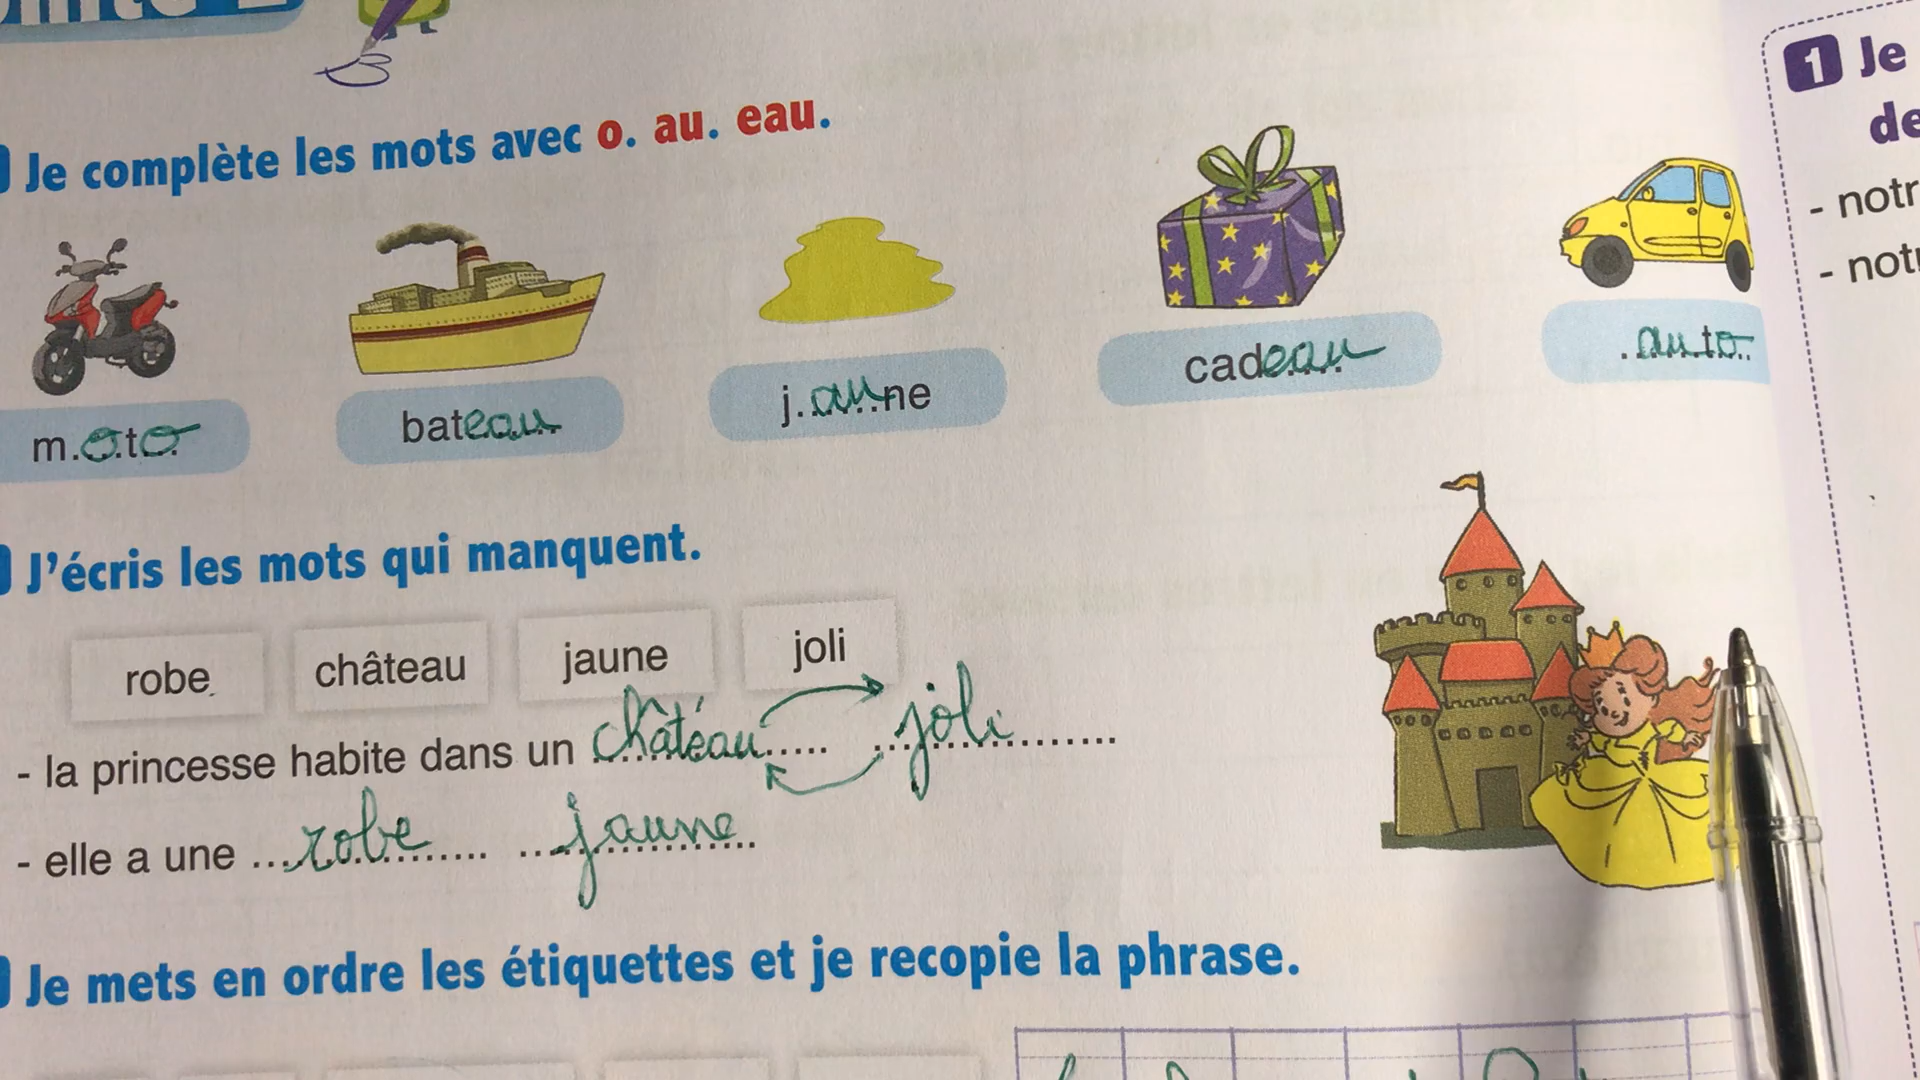 Je complète les mots avec o. au. eau.
m.o.to.
bateau
j.au.ne
cadeau
.auto..
J'écris les mots qui manquent.
robe château jaune joli
- la princesse habite dans un château..... ...joli.......
- elle a une ...robe...... ...jaune..
Je mets en ordre les étiquettes et je recopie la phrase.
1 Je
de
- notr
- notr